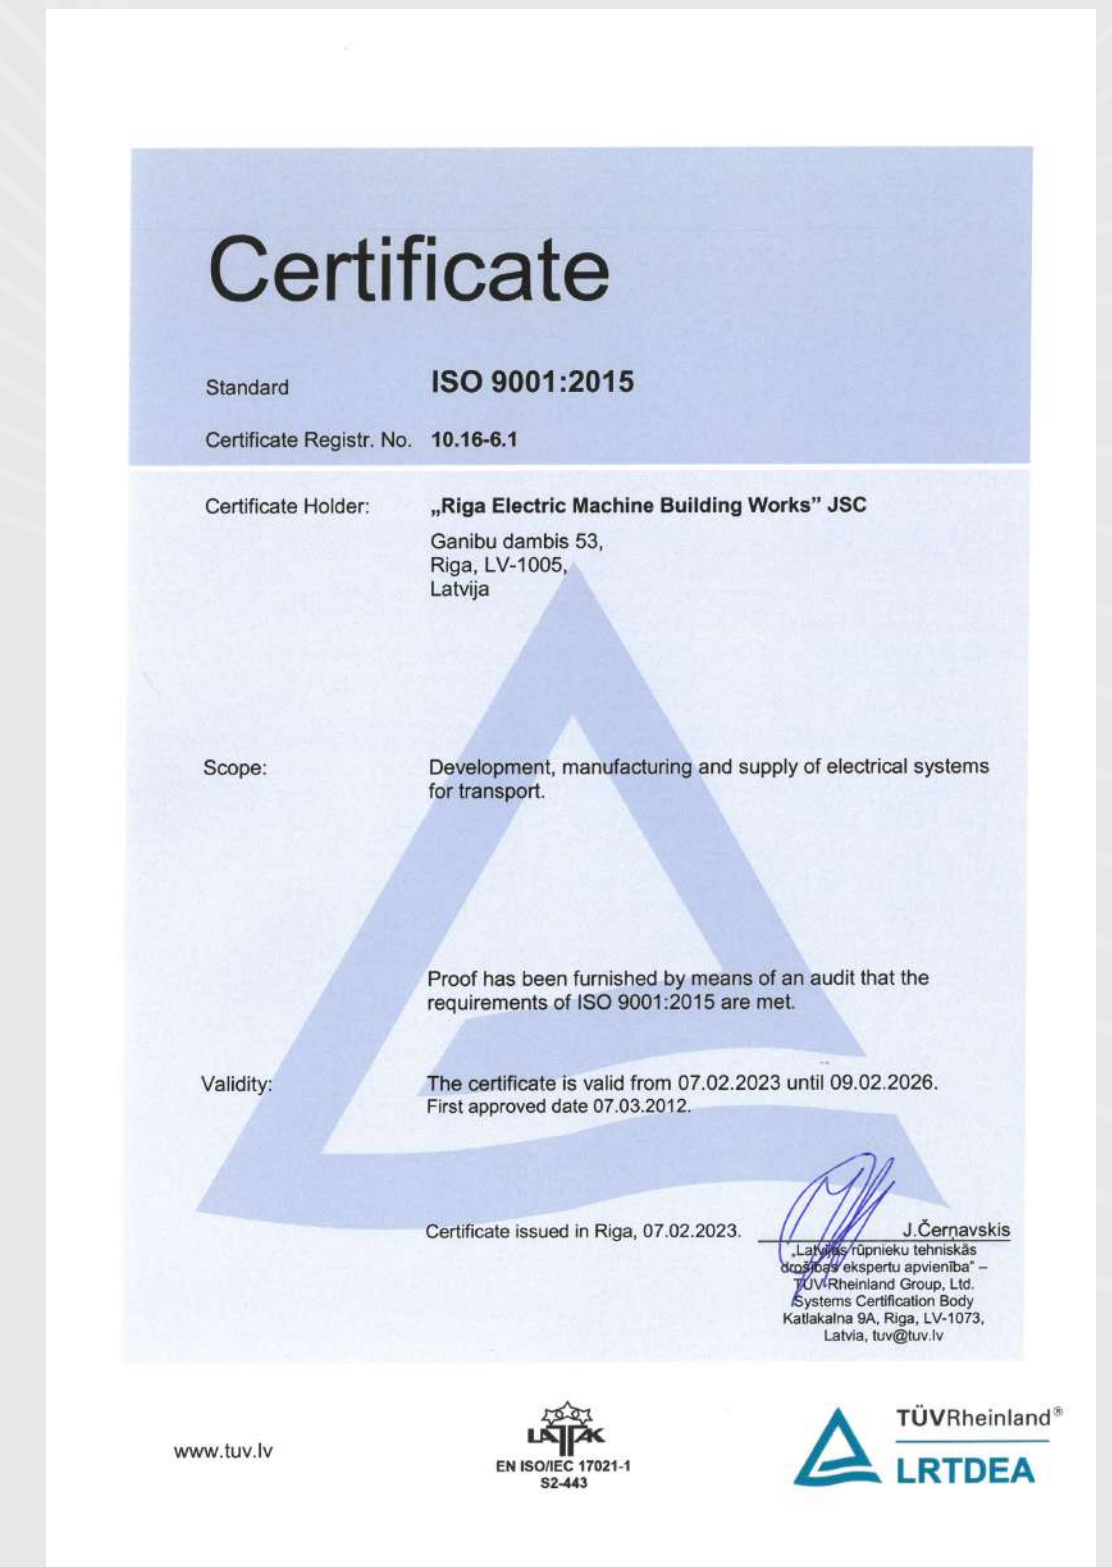 Certificate
Standard ISO 9001:2015
Certificate Registr. No. 10.16-6.1
Certificate Holder: „Riga Electric Machine Building Works” JSC
Ganibu dambis 53,
Riga, LV-1005,
Latvija
Scope: Development, manufacturing and supply of electrical systems
for transport.
Proof has been furnished by means of an audit that the
requirements of ISO 9001:2015 are met.
Validity: The certificate is valid from 07.02.2023 until 09.02.2026.
First approved date 07.03.2012.
Certificate issued in Riga, 07.02.2023.
J.Čerņavskis
„Latvijas rūpnieku tehniskās
drošības ekspertu apvienība” –
TÜV Rheinland Group, Ltd.
Systems Certification Body
Katlakalna 9A, Riga, LV-1073,
Latvia, tuv@tuv.lv
www.tuv.lv
LATAK
EN ISO/IEC 17021-1
S2-443
TÜVRheinland®
LRTDEA